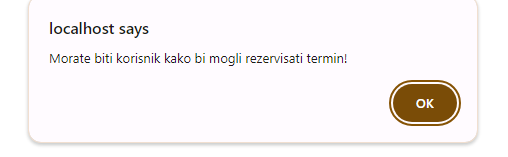 localhost says
Morate biti korisnik kako bi mogli rezervisati termin!
OK